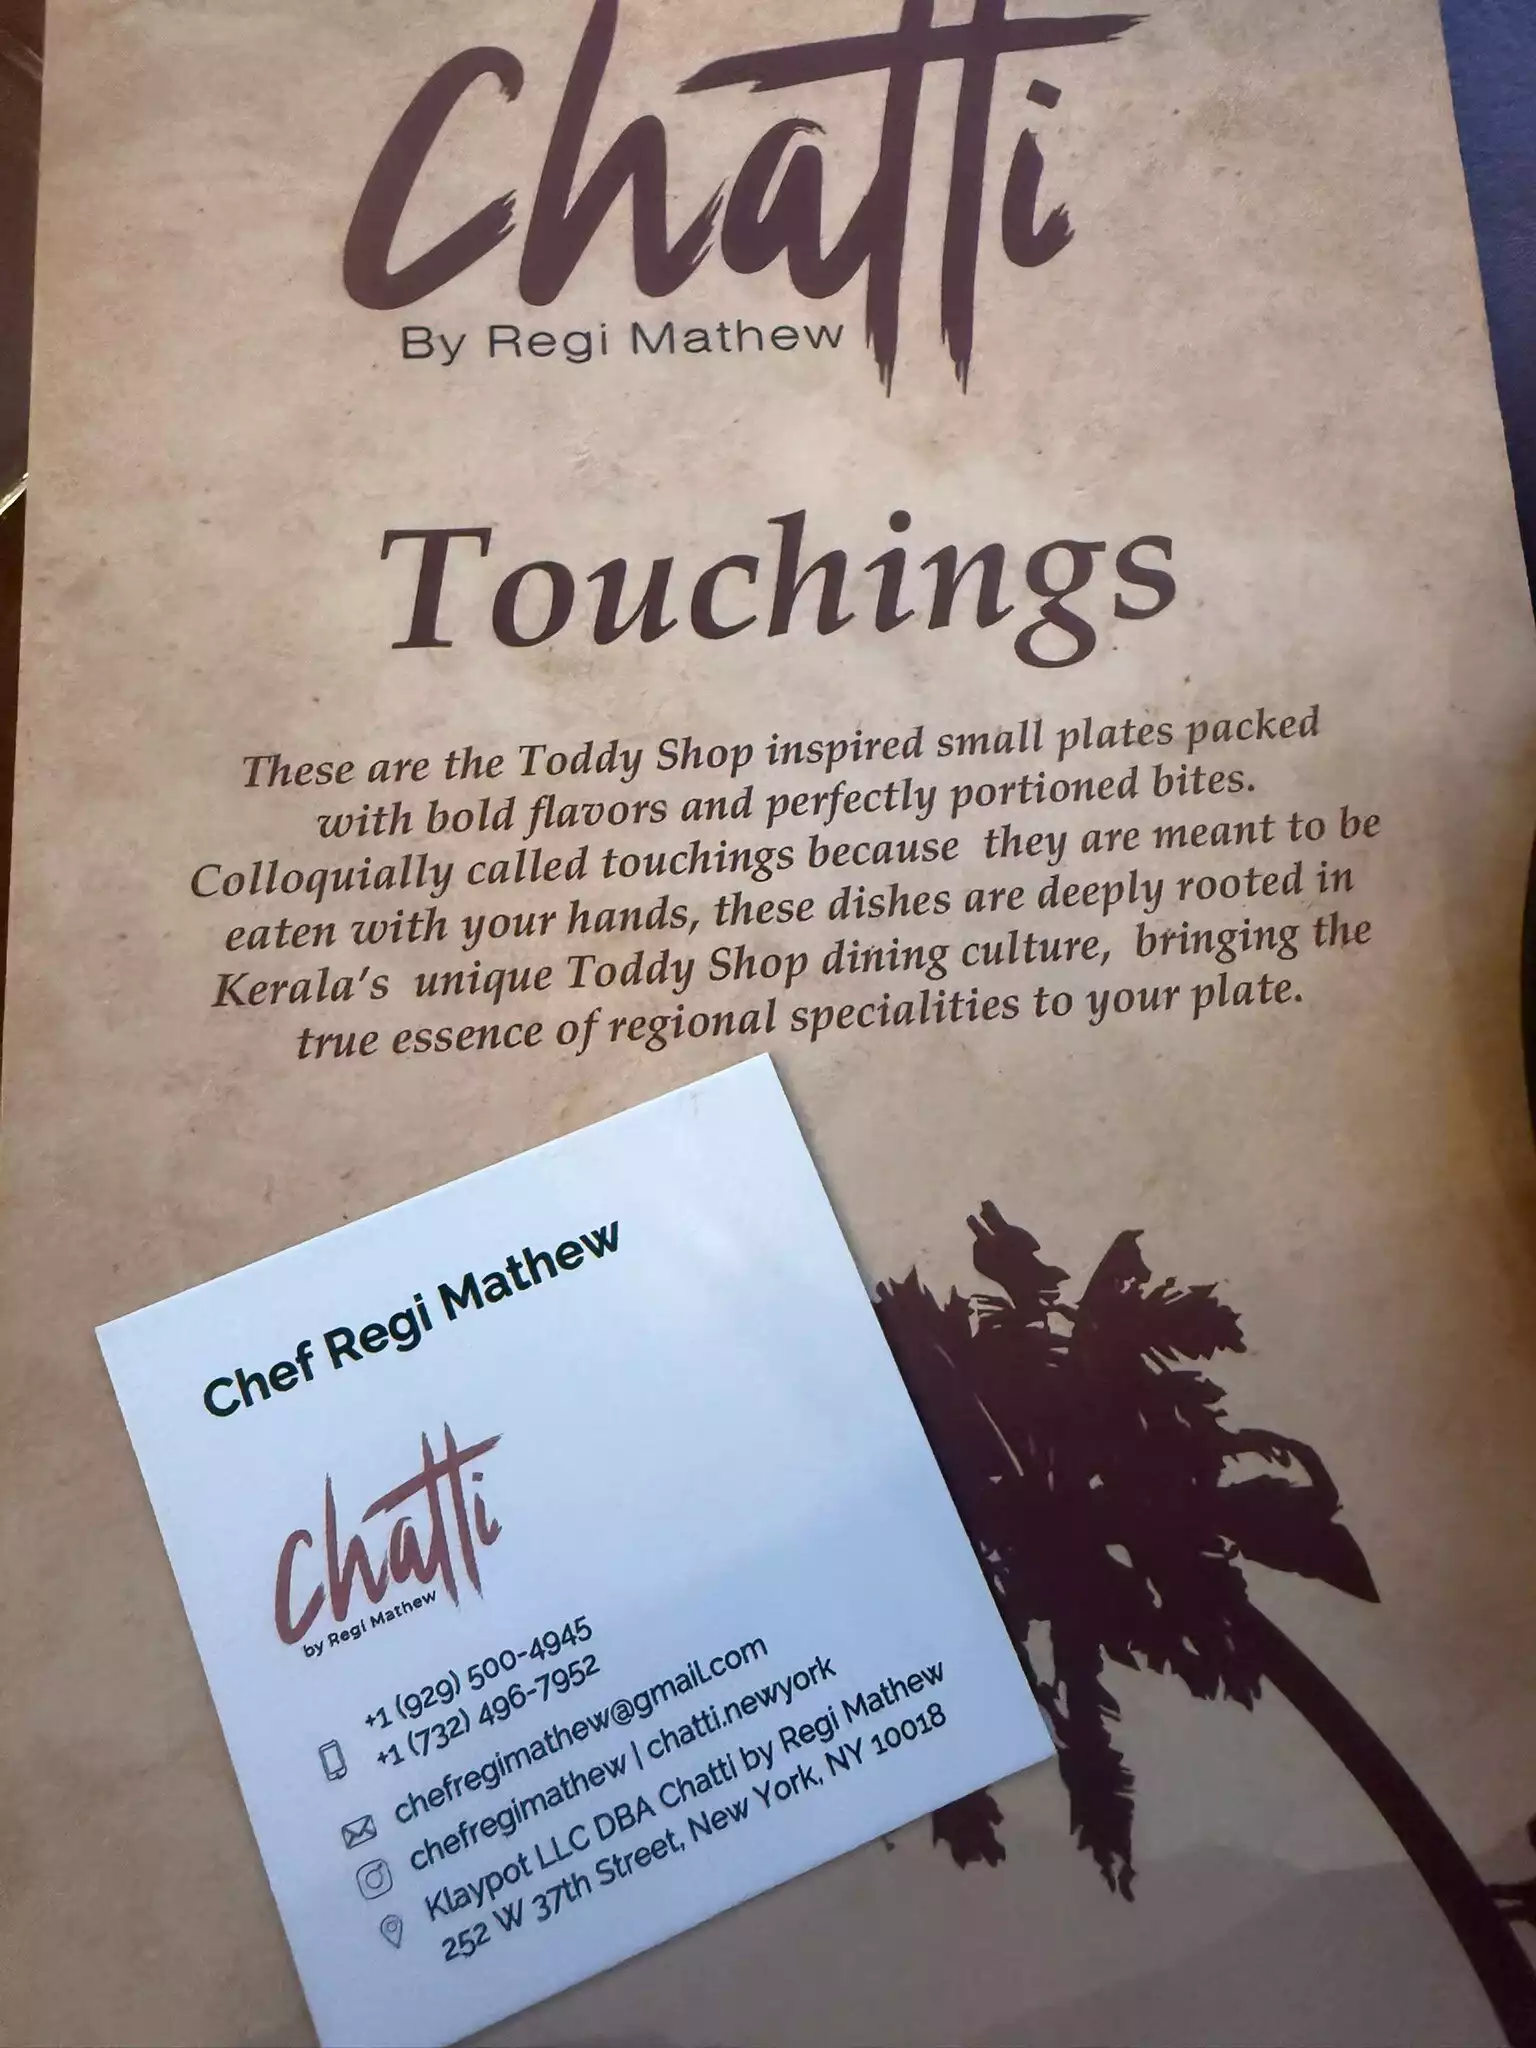 Chatti
By Regi Mathew
Touchings
These are the Toddy Shop inspired small plates packed
with bold flavors and perfectly portioned bites.
Colloquially called touchings because they are meant to be
eaten with your hands, these dishes are deeply rooted in
Kerala's unique Toddy Shop dining culture, bringing the
true essence of regional specialities to your plate.
Chef Regi Mathew
Chatti
by Regi Mathew
+1 (929) 500-4945
+1 (732) 496-7952
chefregimathew@gmail.com
chefregimathew | chatti.newyork
Klaypot LLC DBA Chatti by Regi Mathew
252 W 37th Street, New York, NY 10018